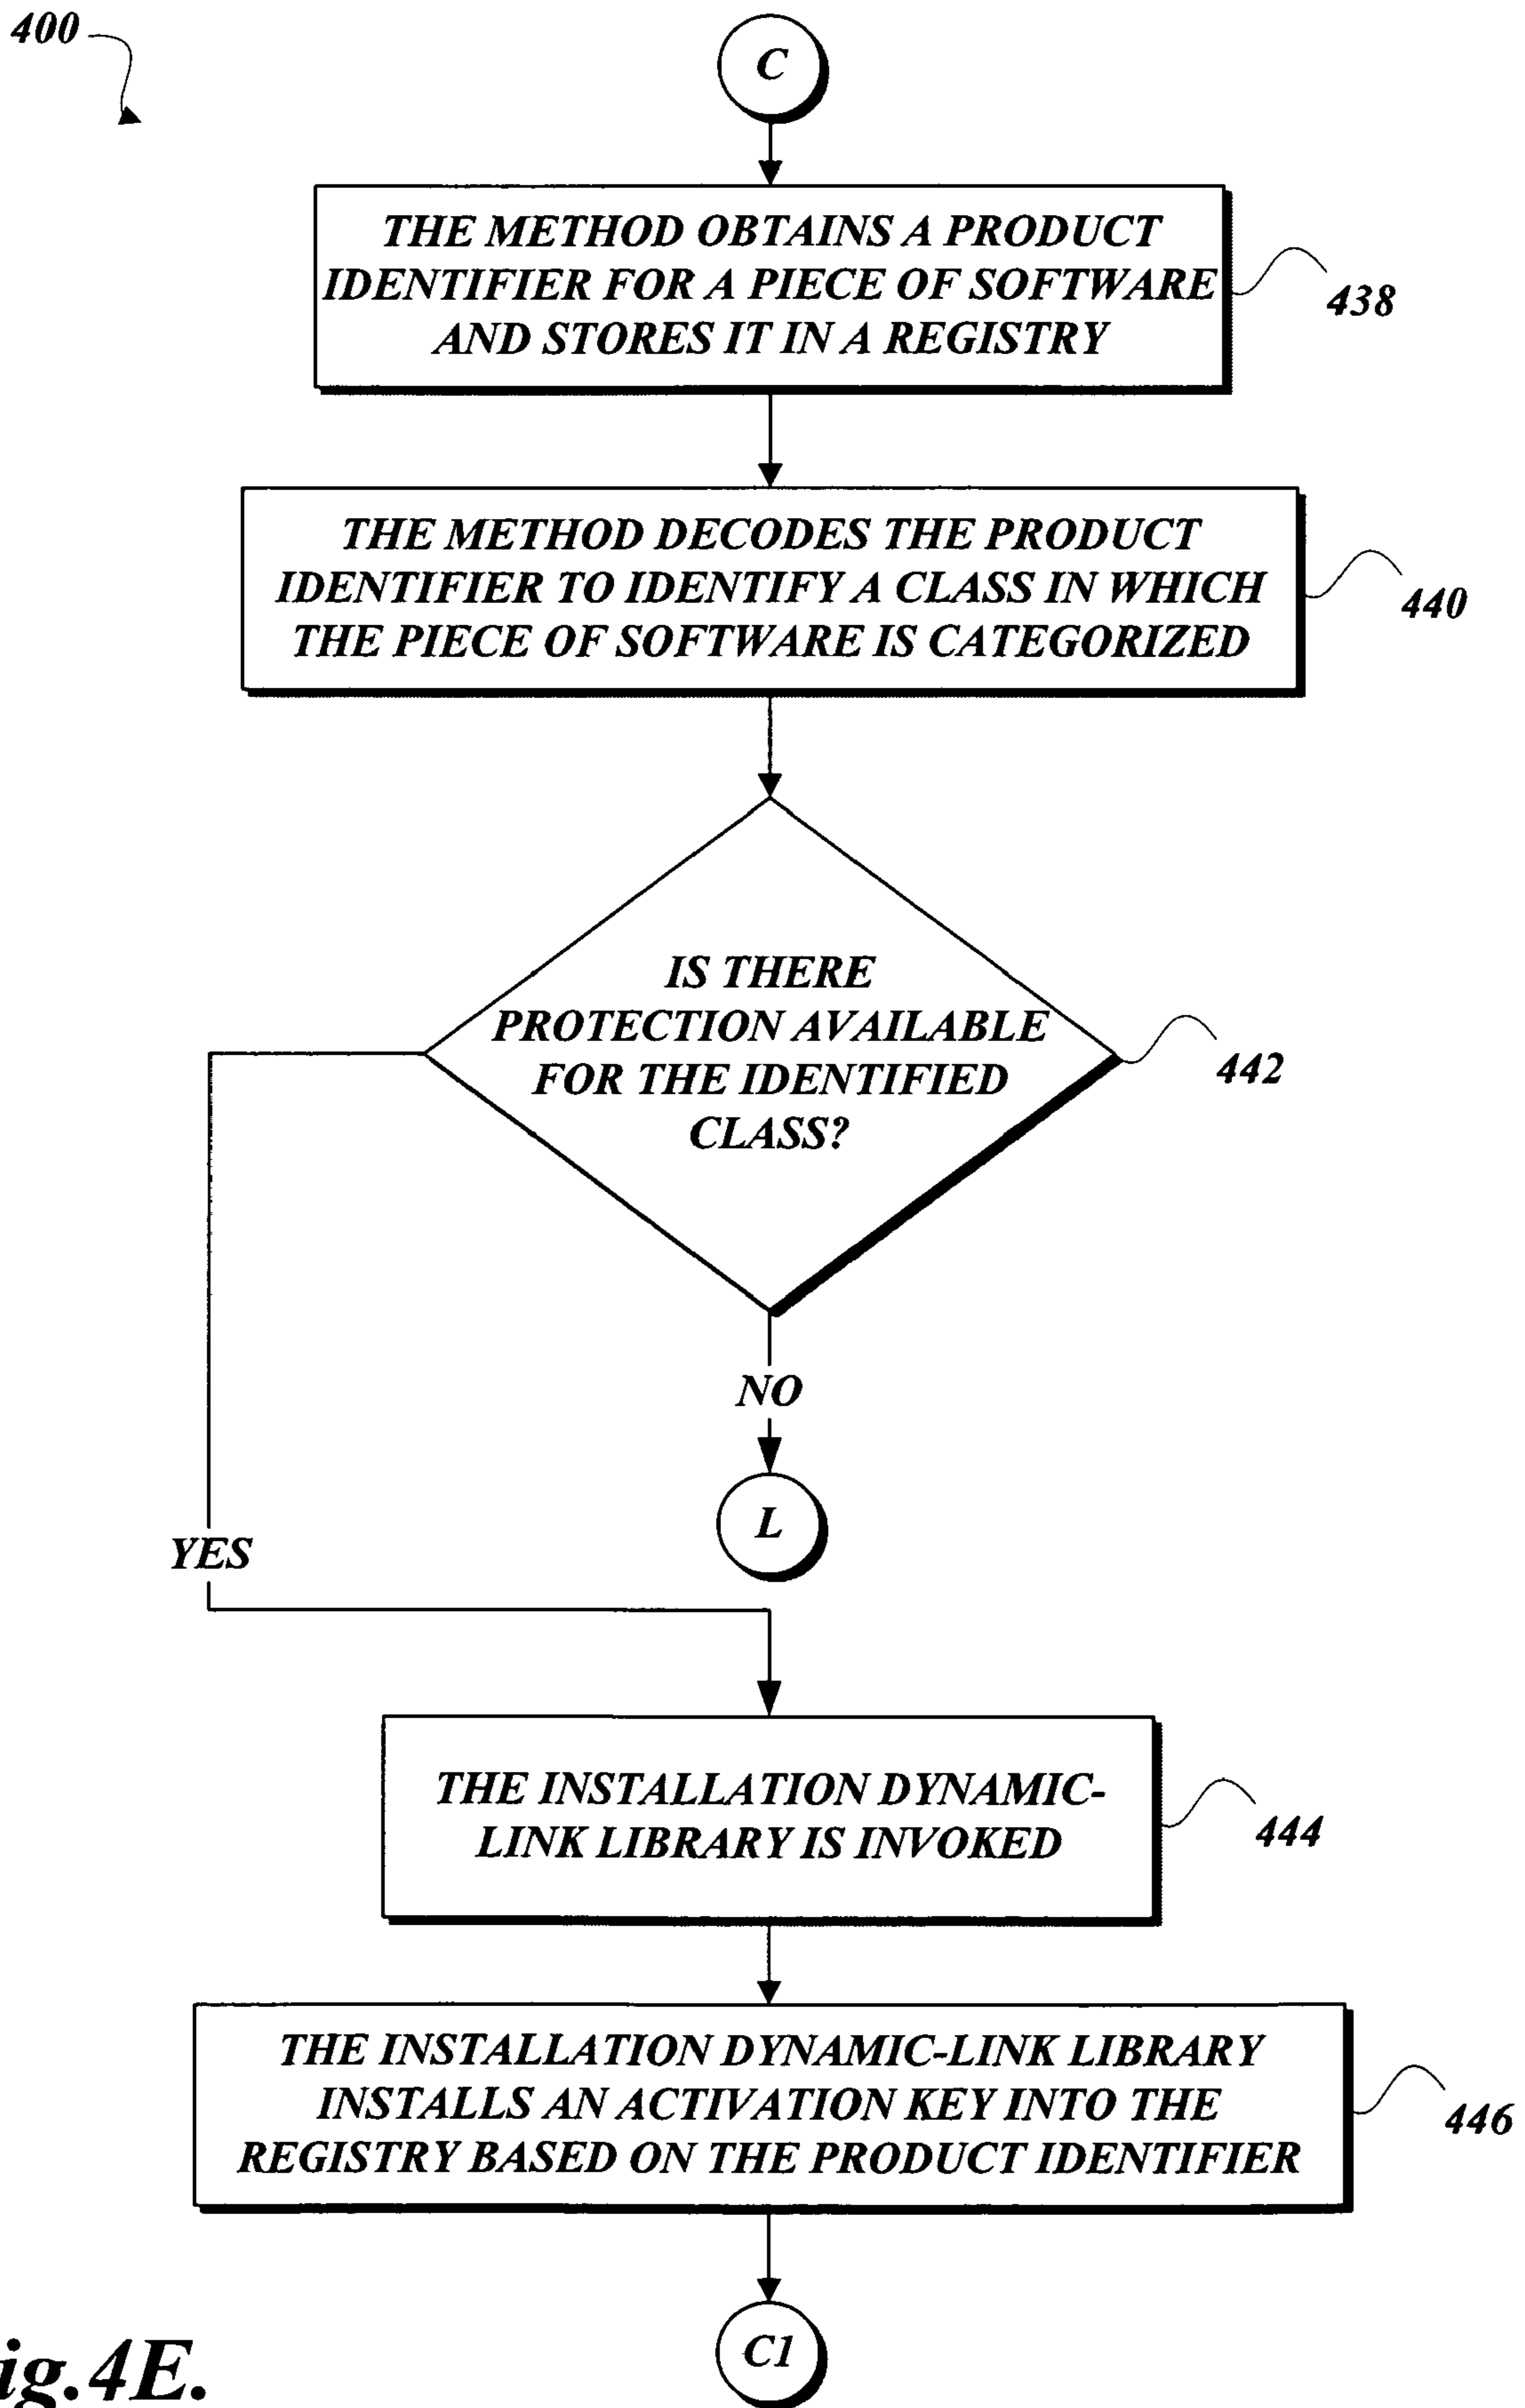 400
C
THE METHOD OBTAINS A PRODUCT
IDENTIFIER FOR A PIECE OF SOFTWARE
AND STORES IT IN A REGISTRY
438
THE METHOD DECODES THE PRODUCT
IDENTIFIER TO IDENTIFY A CLASS IN WHICH
THE PIECE OF SOFTWARE IS CATEGORIZED
440
IS THERE
PROTECTION AVAILABLE
FOR THE IDENTIFIED
CLASS?
442
NO
L
YES
THE INSTALLATION DYNAMIC-
LINK LIBRARY IS INVOKED
444
THE INSTALLATION DYNAMIC-LINK LIBRARY
INSTALLS AN ACTIVATION KEY INTO THE
REGISTRY BASED ON THE PRODUCT IDENTIFIER
446
C1
ig.4E.